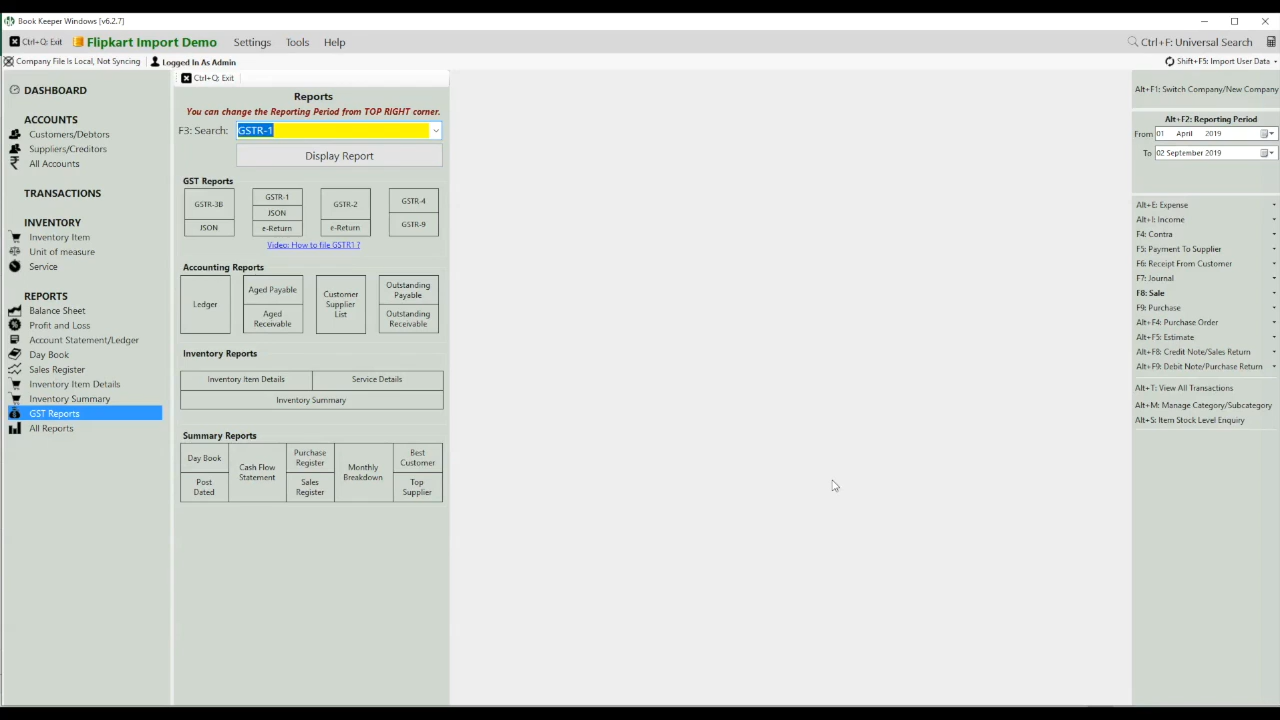 Book Keeper Windows [v6.2.7]
Ctrl+Q: Exit
Flipkart Import Demo
Settings
Tools
Help
Ctrl+F: Universal Search
Company File Is Local, Not Syncing
Logged In As Admin
Shift+F5: Import User Data
DASHBOARD
ACCOUNTS
Customers/Debtors
Suppliers/Creditors
All Accounts
TRANSACTIONS
INVENTORY
Inventory Item
Unit of measure
Service
REPORTS
Balance Sheet
Profit and Loss
Account Statement/Ledger
Day Book
Sales Register
Inventory Item Details
Inventory Summary
GST Reports
All Reports
Ctrl+Q: Exit
Reports
You can change the Reporting Period from TOP RIGHT corner.
F3: Search: GSTR-1
Display Report
GST Reports
GSTR-3B
JSON
GSTR-1
JSON
e-Return
GSTR-2
e-Return
GSTR-4
GSTR-9
Video: How to file GSTR1 ?
Accounting Reports
Ledger
Aged Payable
Aged
Receivable
Customer
Supplier
List
Outstanding
Payable
Outstanding
Receivable
Inventory Reports
Inventory Item Details
Service Details
Inventory Summary
Summary Reports
Day Book
Post
Dated
Cash Flow
Statement
Purchase
Register
Sales
Register
Monthly
Breakdown
Best
Customer
Top
Supplier
Alt+F1: Switch Company/New Company
Alt+F2: Reporting Period
From 01 April 2019
To 02 September 2019
Alt+E: Expense
Alt+I: Income
F4: Contra
F5: Payment To Supplier
F6: Receipt From Customer
F7: Journal
F8: Sale
F9: Purchase
Alt+F4: Purchase Order
Alt+F5: Estimate
Alt+F8: Credit Note/Sales Return
Alt+F9: Debit Note/Purchase Return
Alt+T: View All Transactions
Alt+M: Manage Category/Subcategory
Alt+S: Item Stock Level Enquiry